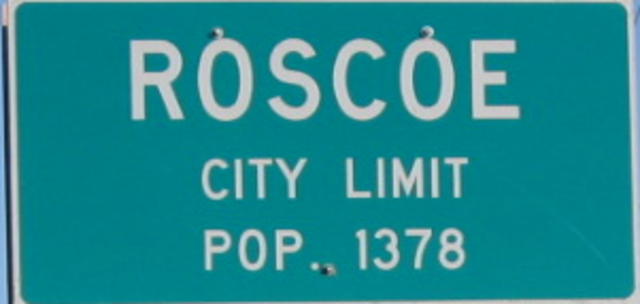 ROSCOE
CITY LIMIT
POP. 1378